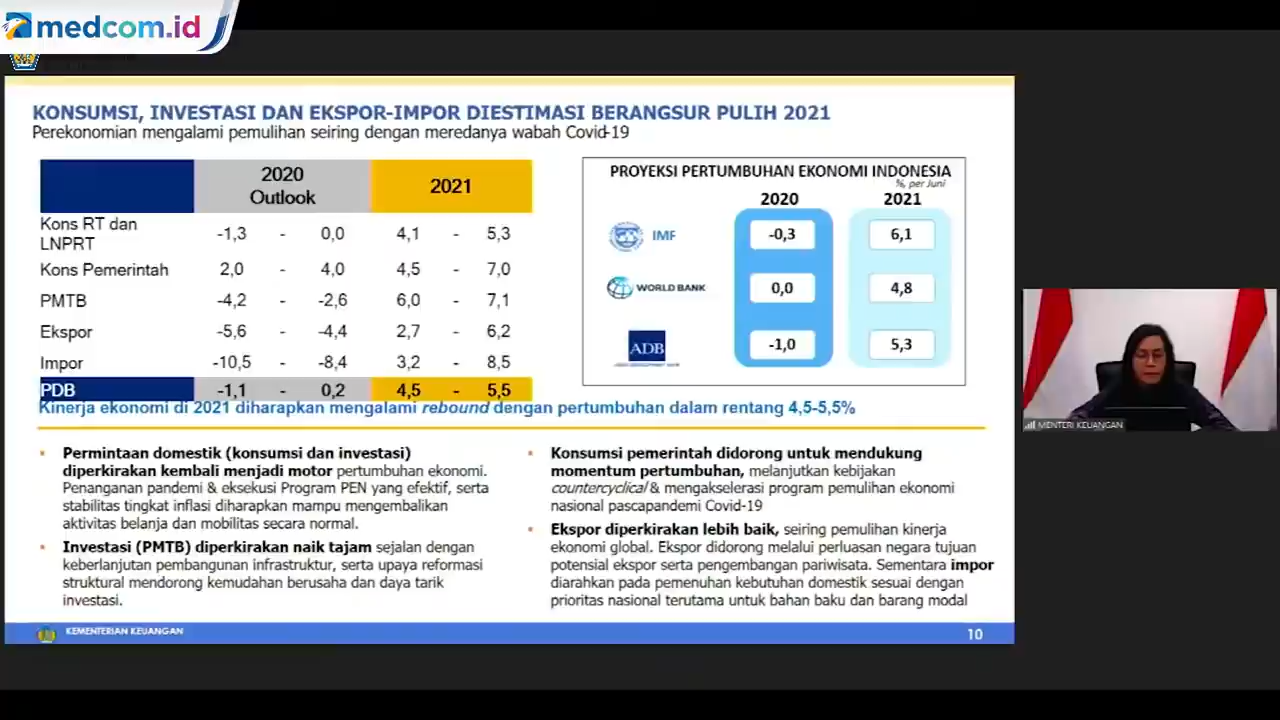 medcom.id
KONSUMSI, INVESTASI DAN EKSPOR-IMPOR DIESTIMASI BERANGSUR PULIH 2021
Perekonomian mengalami pemulihan seiring dengan meredanya wabah Covid-19
2020
Outlook
2021
Kons RT dan
LNPRT
-1,3 - 0,0 4,1 - 5,3
Kons Pemerintah 2,0 - 4,0 4,5 - 7,0
PMTB -4,2 - -2,6 6,0 - 7,1
Ekspor -5,6 - -4,4 2,7 - 6,2
Impor -10,5 - -8,4 3,2 - 8,5
PDB -1,1 - 0,2 4,5 - 5,5
PROYEKSI PERTUMBUHAN EKONOMI INDONESIA
%, per Juni
2020 2021
IMF -0,3 6,1
WORLD BANK 0,0 4,8
ADB -1,0 5,3
Kinerja ekonomi di 2021 diharapkan mengalami rebound dengan pertumbuhan dalam rentang 4,5-5,5%
• Permintaan domestik (konsumsi dan investasi)
diperkirakan kembali menjadi motor pertumbuhan ekonomi.
Penanganan pandemi & eksekusi Program PEN yang efektif, serta
stabilitas tingkat inflasi diharapkan mampu mengembalikan
aktivitas belanja dan mobilitas secara normal.
• Investasi (PMTB) diperkirakan naik tajam sejalan dengan
keberlanjutan pembangunan infrastruktur, serta upaya reformasi
struktural mendorong kemudahan berusaha dan daya tarik
investasi.
• Konsumsi pemerintah didorong untuk mendukung
momentum pertumbuhan, melanjutkan kebijakan
countercyclical & mengakselerasi program pemulihan ekonomi
nasional pascapandemi Covid-19
• Ekspor diperkirakan lebih baik, seiring pemulihan kinerja
ekonomi global. Ekspor didorong melalui perluasan negara tujuan
potensial ekspor serta pengembangan pariwisata. Sementara impor
diarahkan pada pemenuhan kebutuhan domestik sesuai dengan
prioritas nasional terutama untuk bahan baku dan barang modal
KEMENTERIAN KEUANGAN
10
MENTERI KEUANGAN